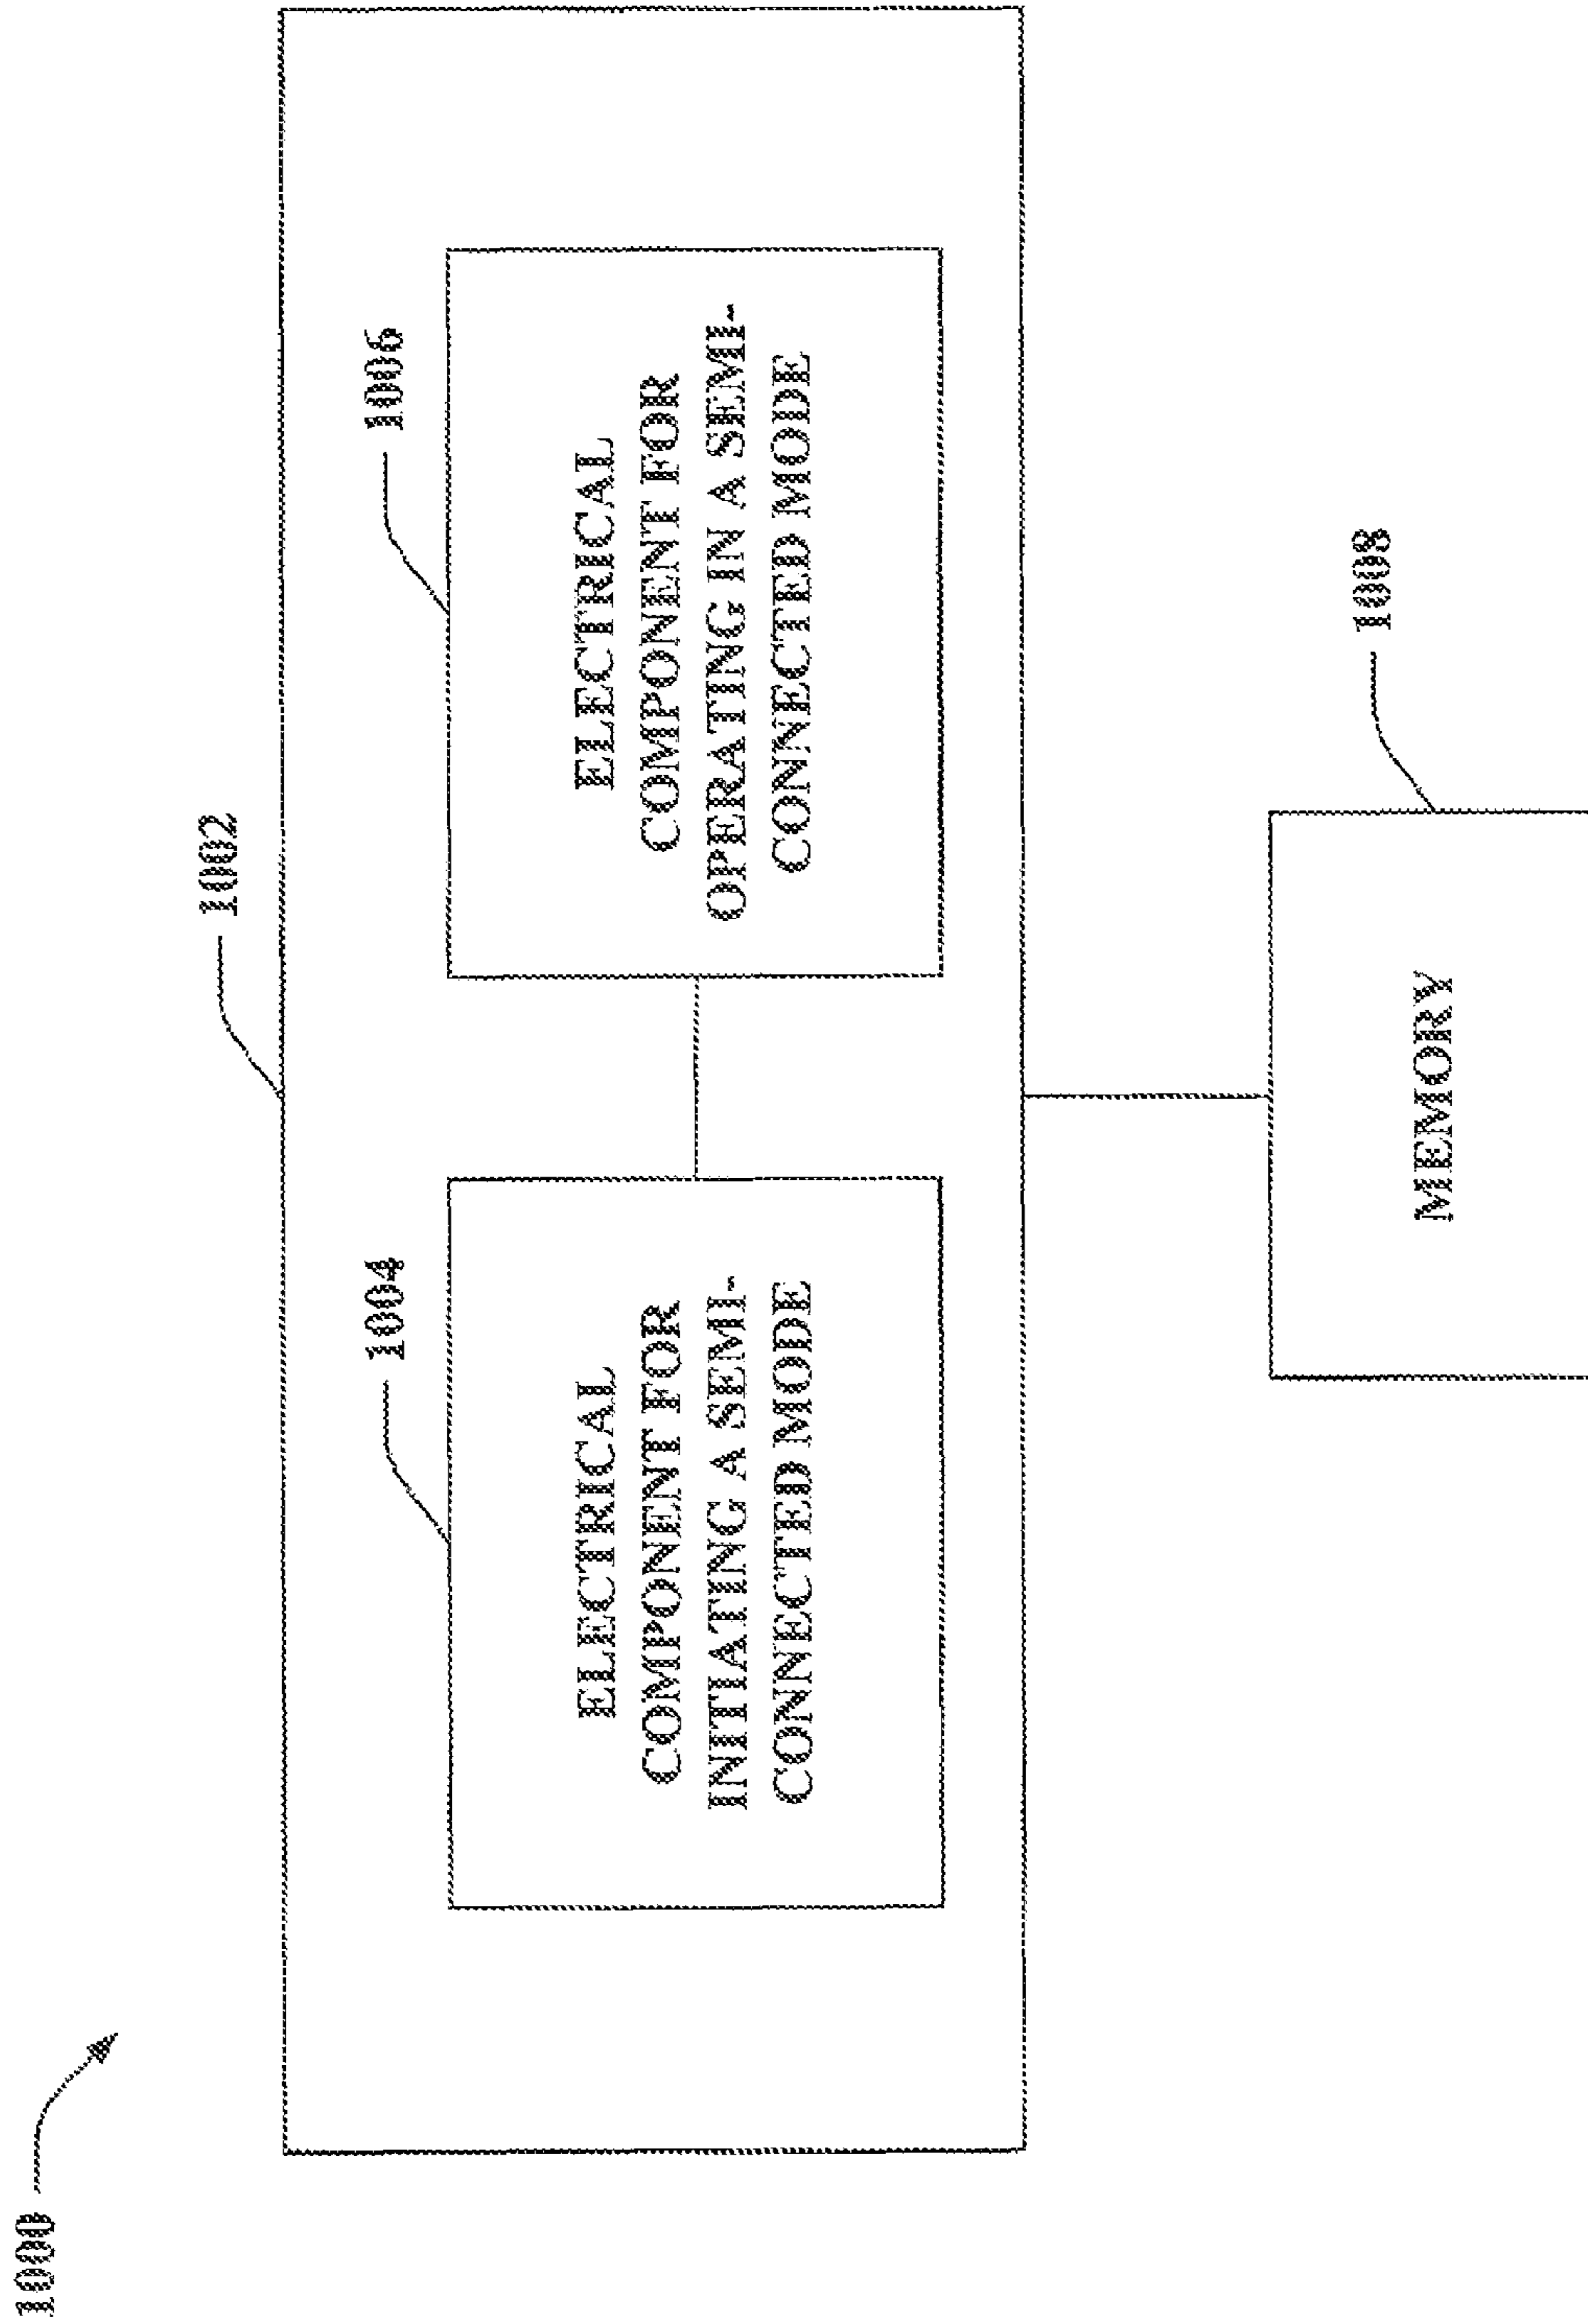 1000
1002
1004
ELECTRICAL
COMPONENT FOR
INITIATING A SEMI-
CONNECTED MODE
1006
ELECTRICAL
COMPONENT FOR
OPERATING IN A SEMI-
CONNECTED MODE
1008
MEMORY